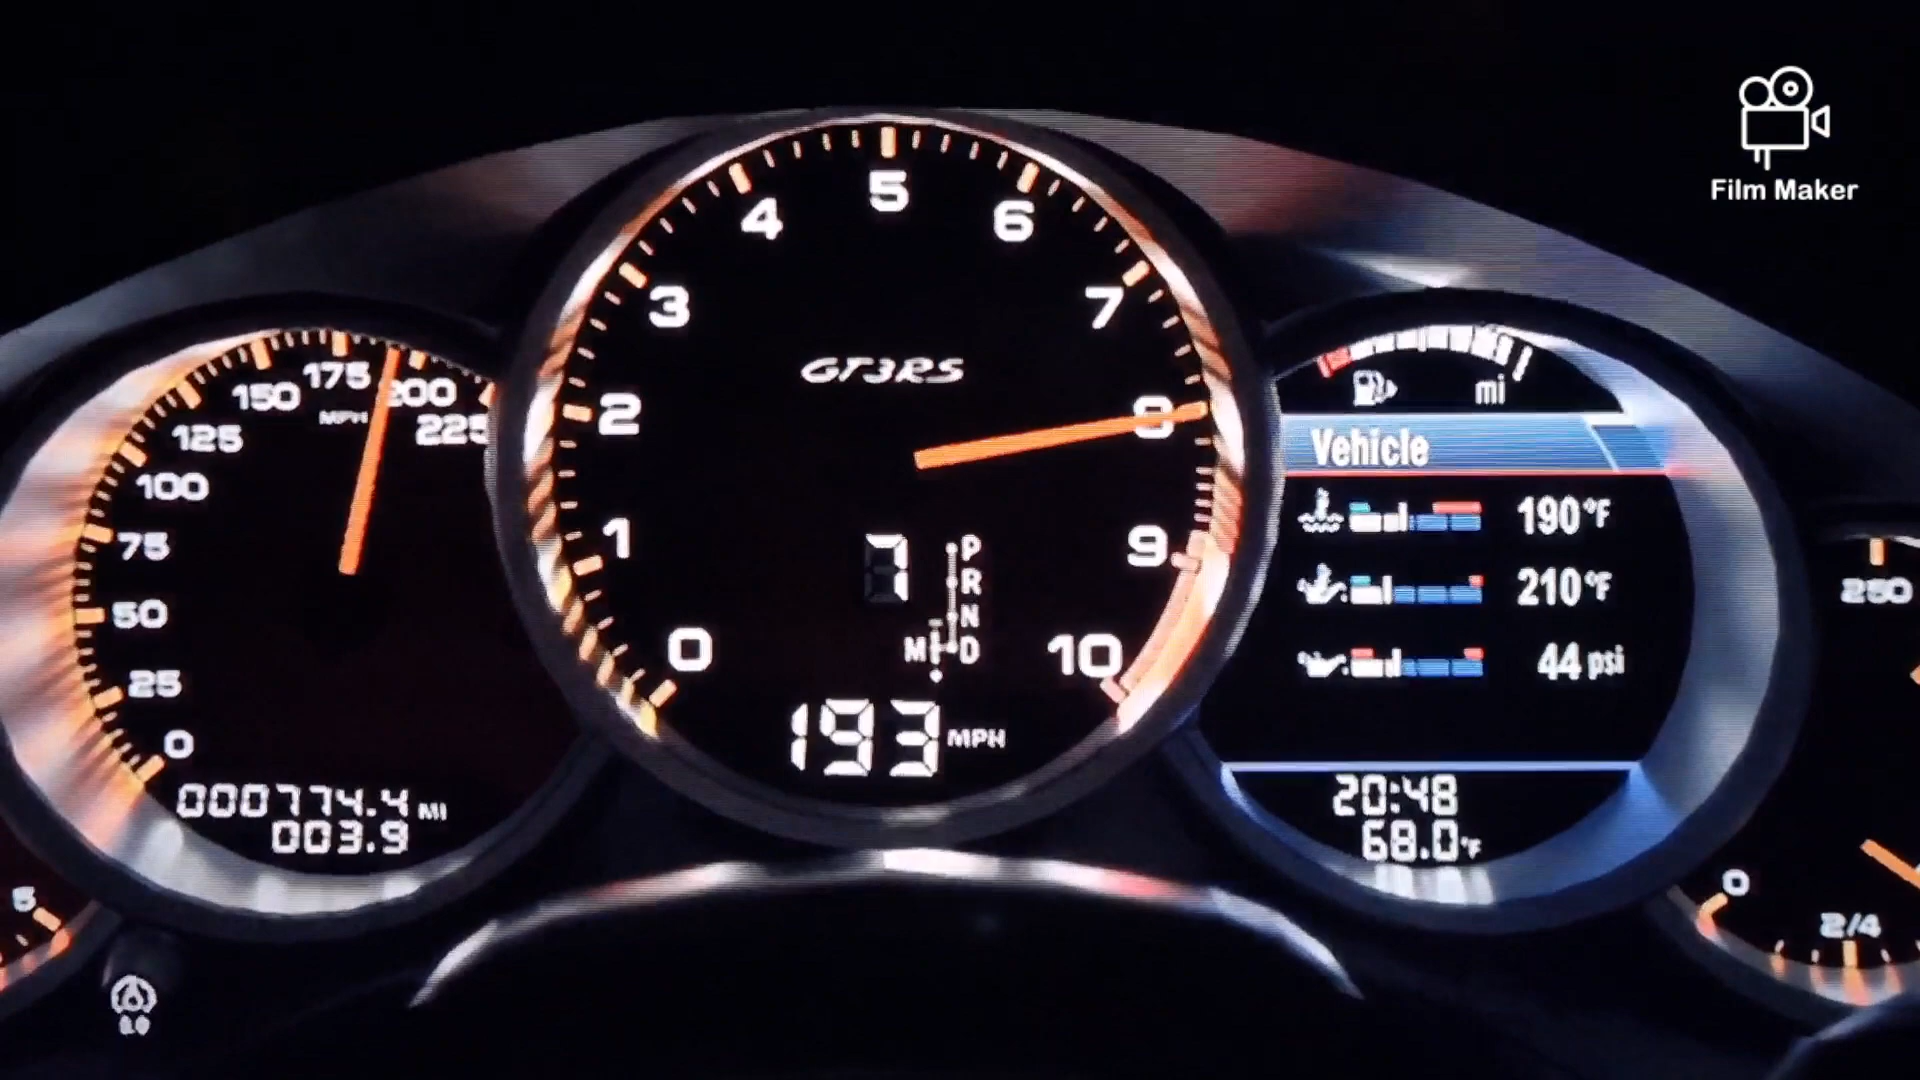 Film Maker
0
25
50
75
100
125
150
175
200
225
MPH
000774.4 MI
003.9
0
1
2
3
4
5
6
7
8
9
10
GT3RS
7
P
R
N
M D
193 MPH
mi
Vehicle
190°F
210°F
44 psi
20:48
68.0°F
5
250
0
2/4